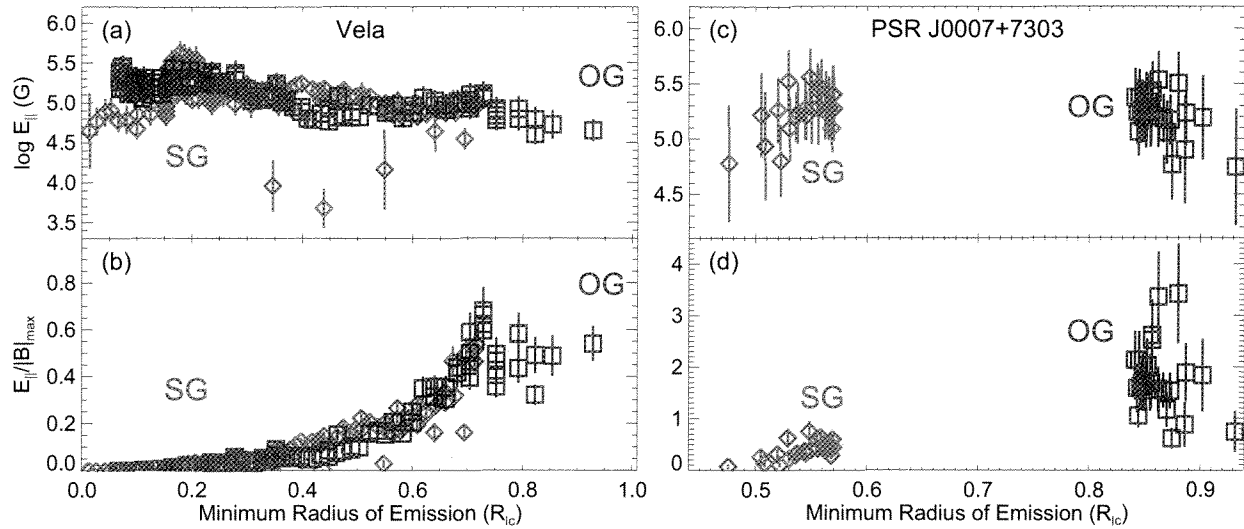 (a) Vela
log E|| (G)
6.0
5.5
5.0
4.5
4.0
3.5
SG
OG
(b)
E||/|B|max
0.8
0.6
0.4
0.2
0.0
SG
OG
0.0 0.2 0.4 0.6 0.8 1.0
Minimum Radius of Emission (Rlc)
(c) PSR J0007+7303
6.0
5.5
5.0
4.5
SG
OG
(d)
4
3
2
1
0
SG
OG
0.5 0.6 0.7 0.8 0.9
Minimum Radius of Emission (Rlc)